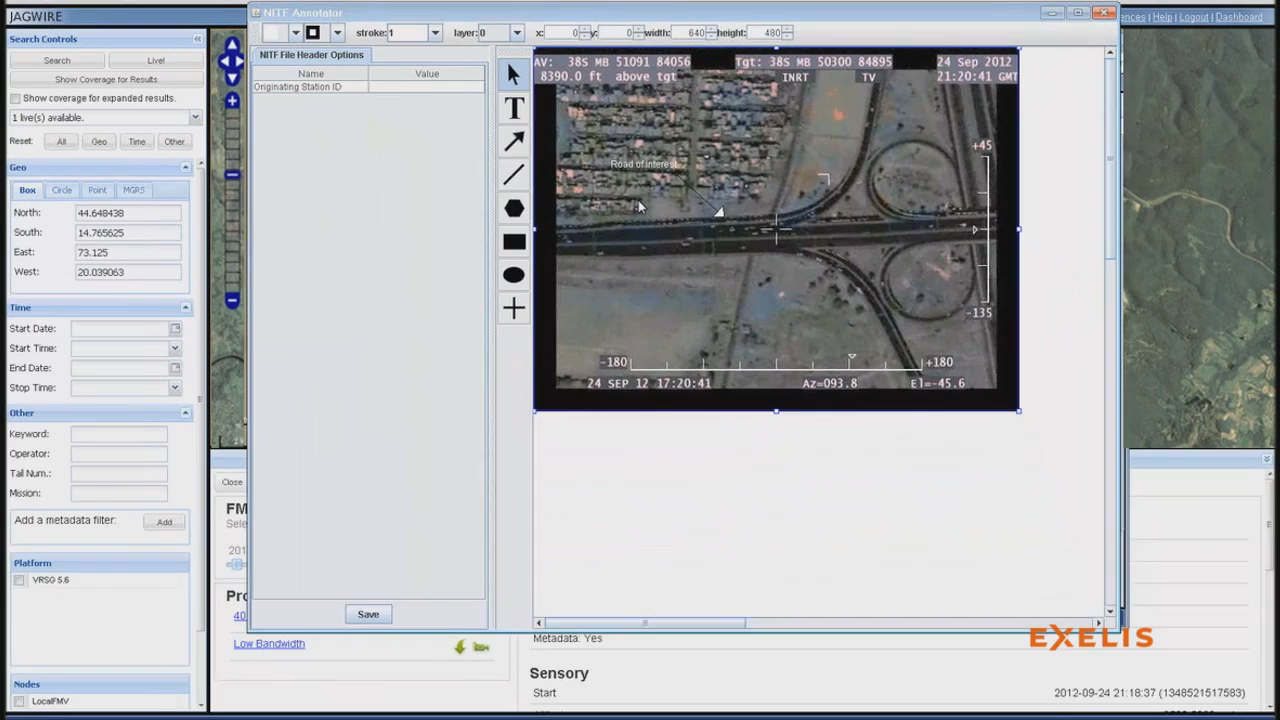 JAGWIRE
Help | Logout | Dashboard
Search Controls
Search
Live!
Show Coverage for Results
Show coverage for expanded results.
1 live(s) available.
Reset:
All
Geo
Time
Other
Geo
Box
Circle
Point
MGRS
North:
44.648438
South:
14.765625
East:
73.125
West:
20.039063
Time
Start Date:
Start Time:
End Date:
Stop Time:
Other
Keyword:
Operator:
Tail Num.:
Mission:
Add a metadata filter:
Add
Platform
VRSG 5.6
Nodes
LocalFMV
NITF Annotator
stroke: 1
layer: 0
x: 0
y: 0
width: 640
height: 480
NITF File Header Options
Name
Value
Originating Station ID
Save
AV: 38S MB 51091 84056
8390.0 ft above tgt
Tgt: 38S MB 50300 84895
INRT TV
24 Sep 2012
21:20:41 GMT
Road of interest
+45
-135
-180
+180
24 SEP 12 17:20:41
Az=093.8
El=-45.6
Close
FM
Sele
201
Pro
40
Low Bandwidth
Metadata: Yes
Sensory
Start
2012-09-24 21:18:37 (1348521517583)
EXELIS